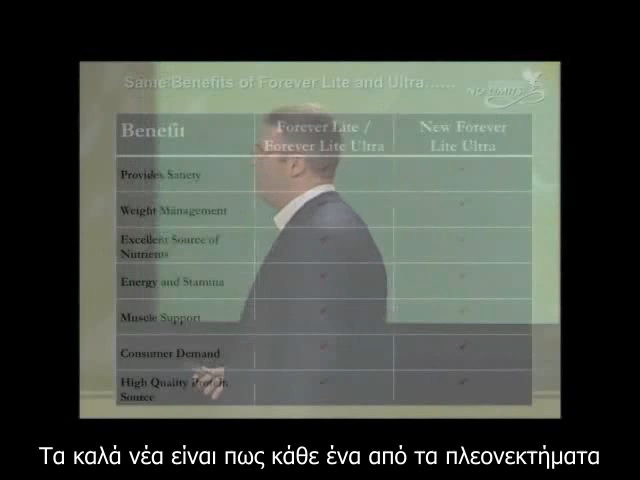 Same Benefits of Forever Lite and Ultra......
NO LIMITS
Benefit
Forever Lite /
Forever Lite Ultra
New Forever
Lite Ultra
Provides Satiety
Weight Management
Excellent Source of
Nutrients
Energy and Stamina
Muscle Support
Consumer Demand
High Quality Protein
Source
Τα καλά νέα είναι πως κάθε ένα από τα πλεονεκτήματα